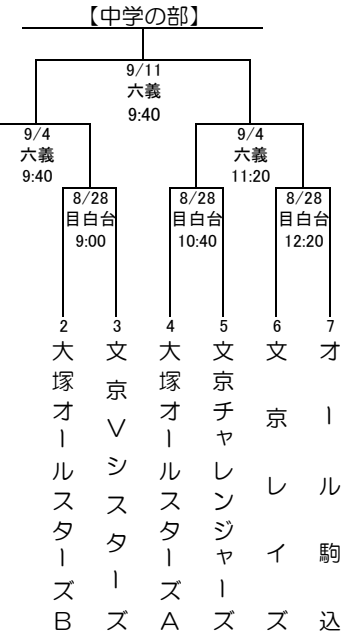 【中学の部】
9/11
六義
9:40
9/4
六義
9:40
9/4
六義
11:20
8/28
目白台
9:00
8/28
目白台
10:40
8/28
目白台
12:20
2
3
4
5
6
7
大塚オールスターズB
文京Vシスターズ
大塚オールスターズA
文京チャレンジャーズ
文京レイズ
オール駒込